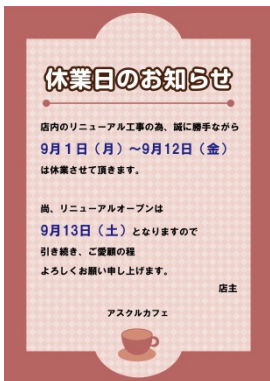 休業日のお知らせ
店内のリニューアル工事の為、誠に勝手ながら
9月1日（月）～9月12日（金）
は休業させて頂きます。
尚、リニューアルオープンは
9月13日（土）となりますので
引き続き、ご愛顧の程
よろしくお願い申し上げます。
店主
アスクルカフェ